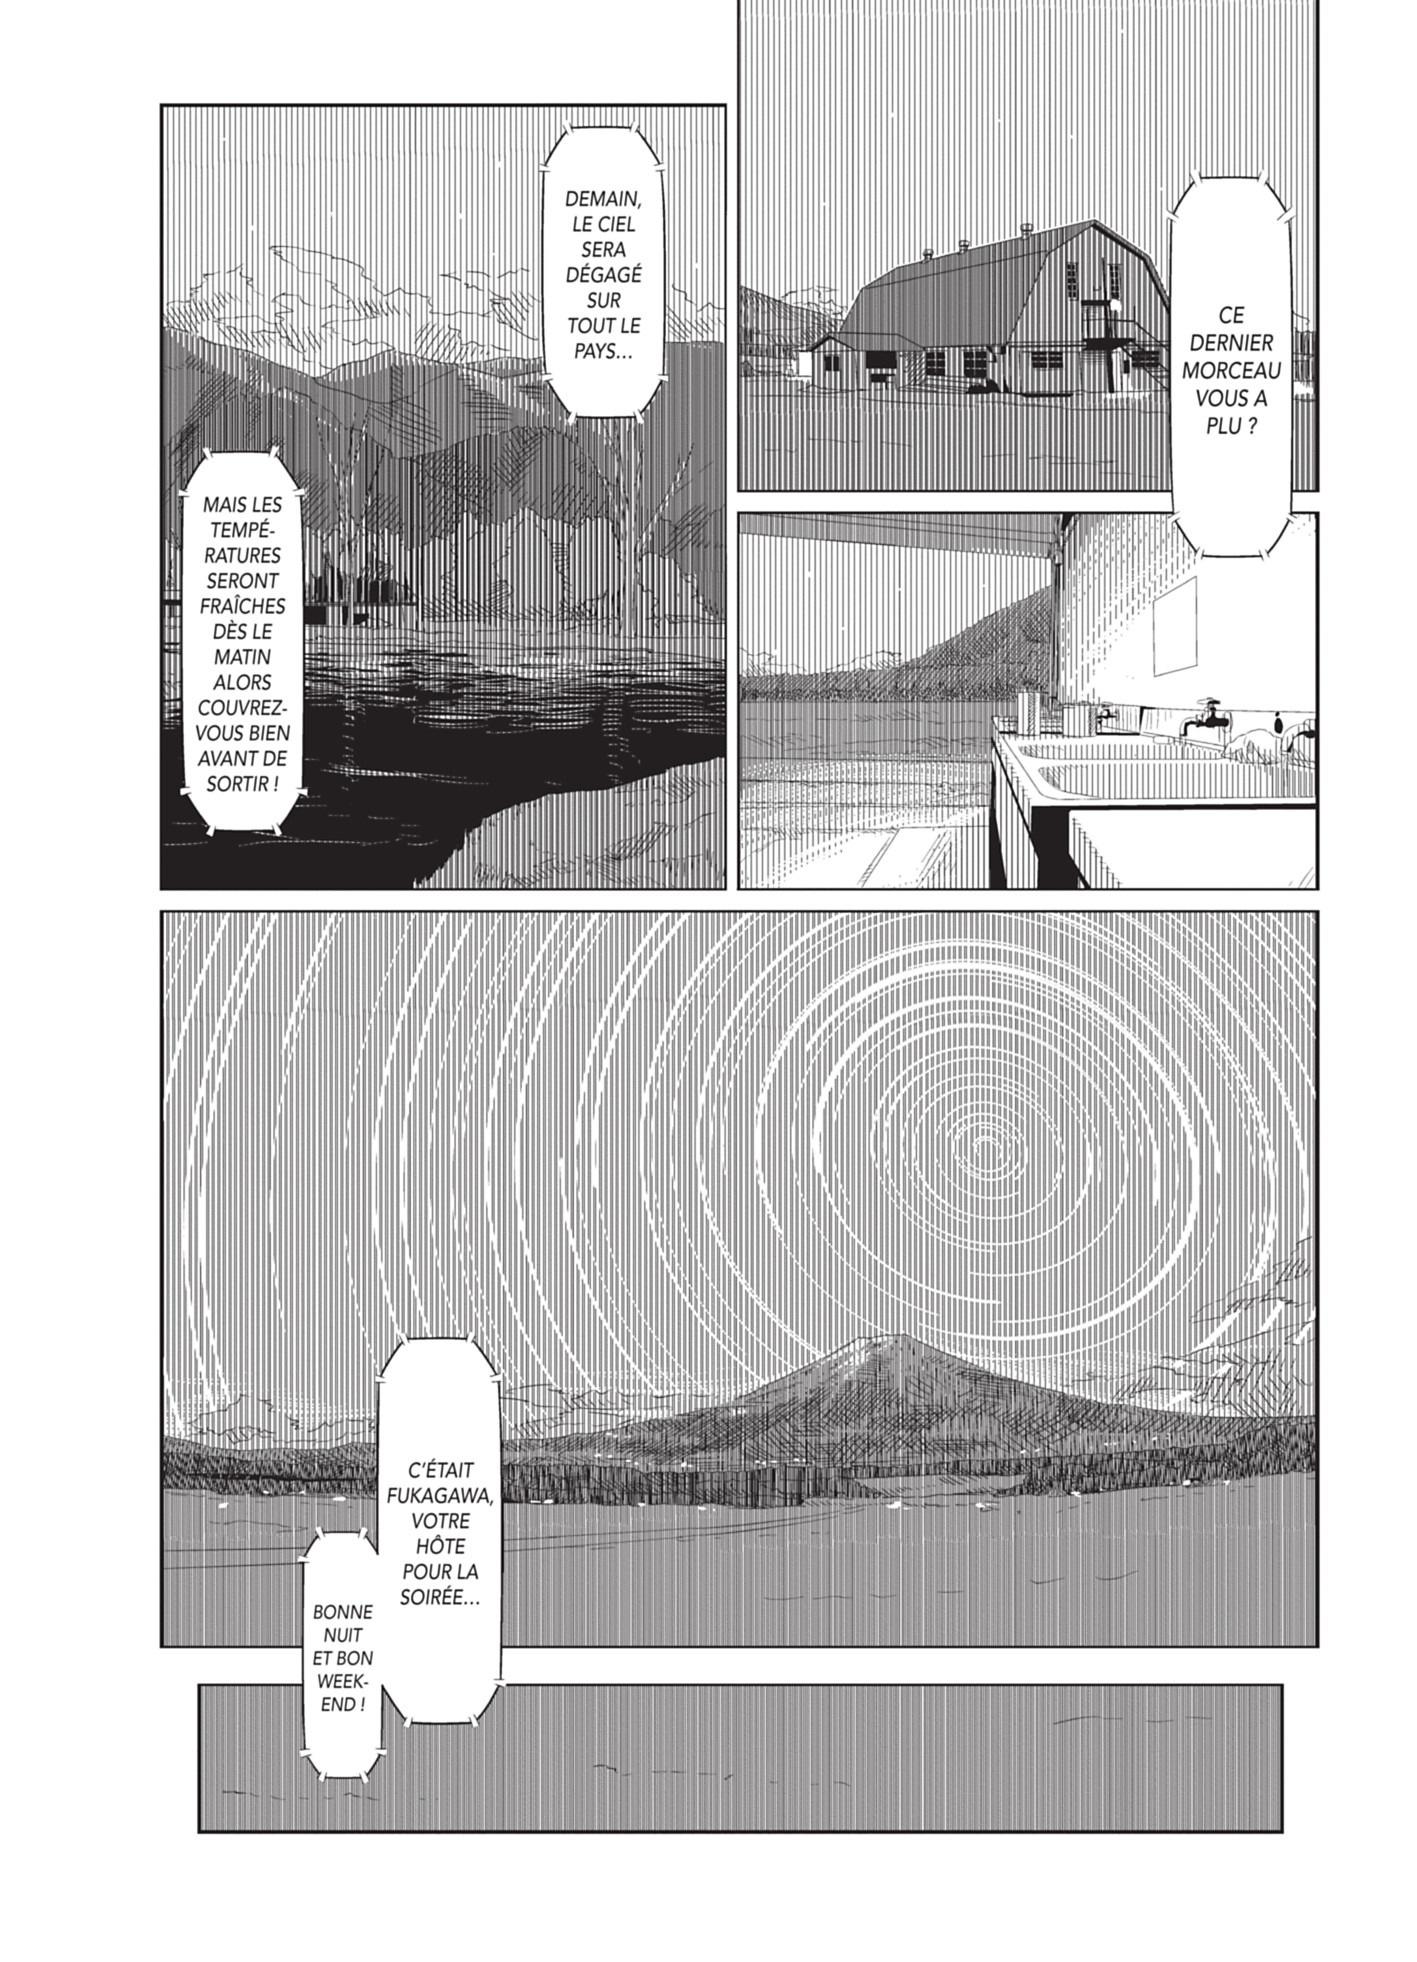 CE
DERNIER
MORCEAU
VOUS A
PLU ?
DEMAIN,
LE CIEL
SERA
DÉGAGÉ
SUR
TOUT LE
PAYS...
MAIS LES
TEMPÉ-
RATURES
SERONT
FRAÎCHES
DÈS LE
MATIN
ALORS
COUVREZ-
VOUS BIEN
AVANT DE
SORTIR !
C'ÉTAIT
FUKAGAWA,
VOTRE
HÔTE
POUR LA
SOIRÉE...
BONNE
NUIT
ET BON
WEEK-
END !